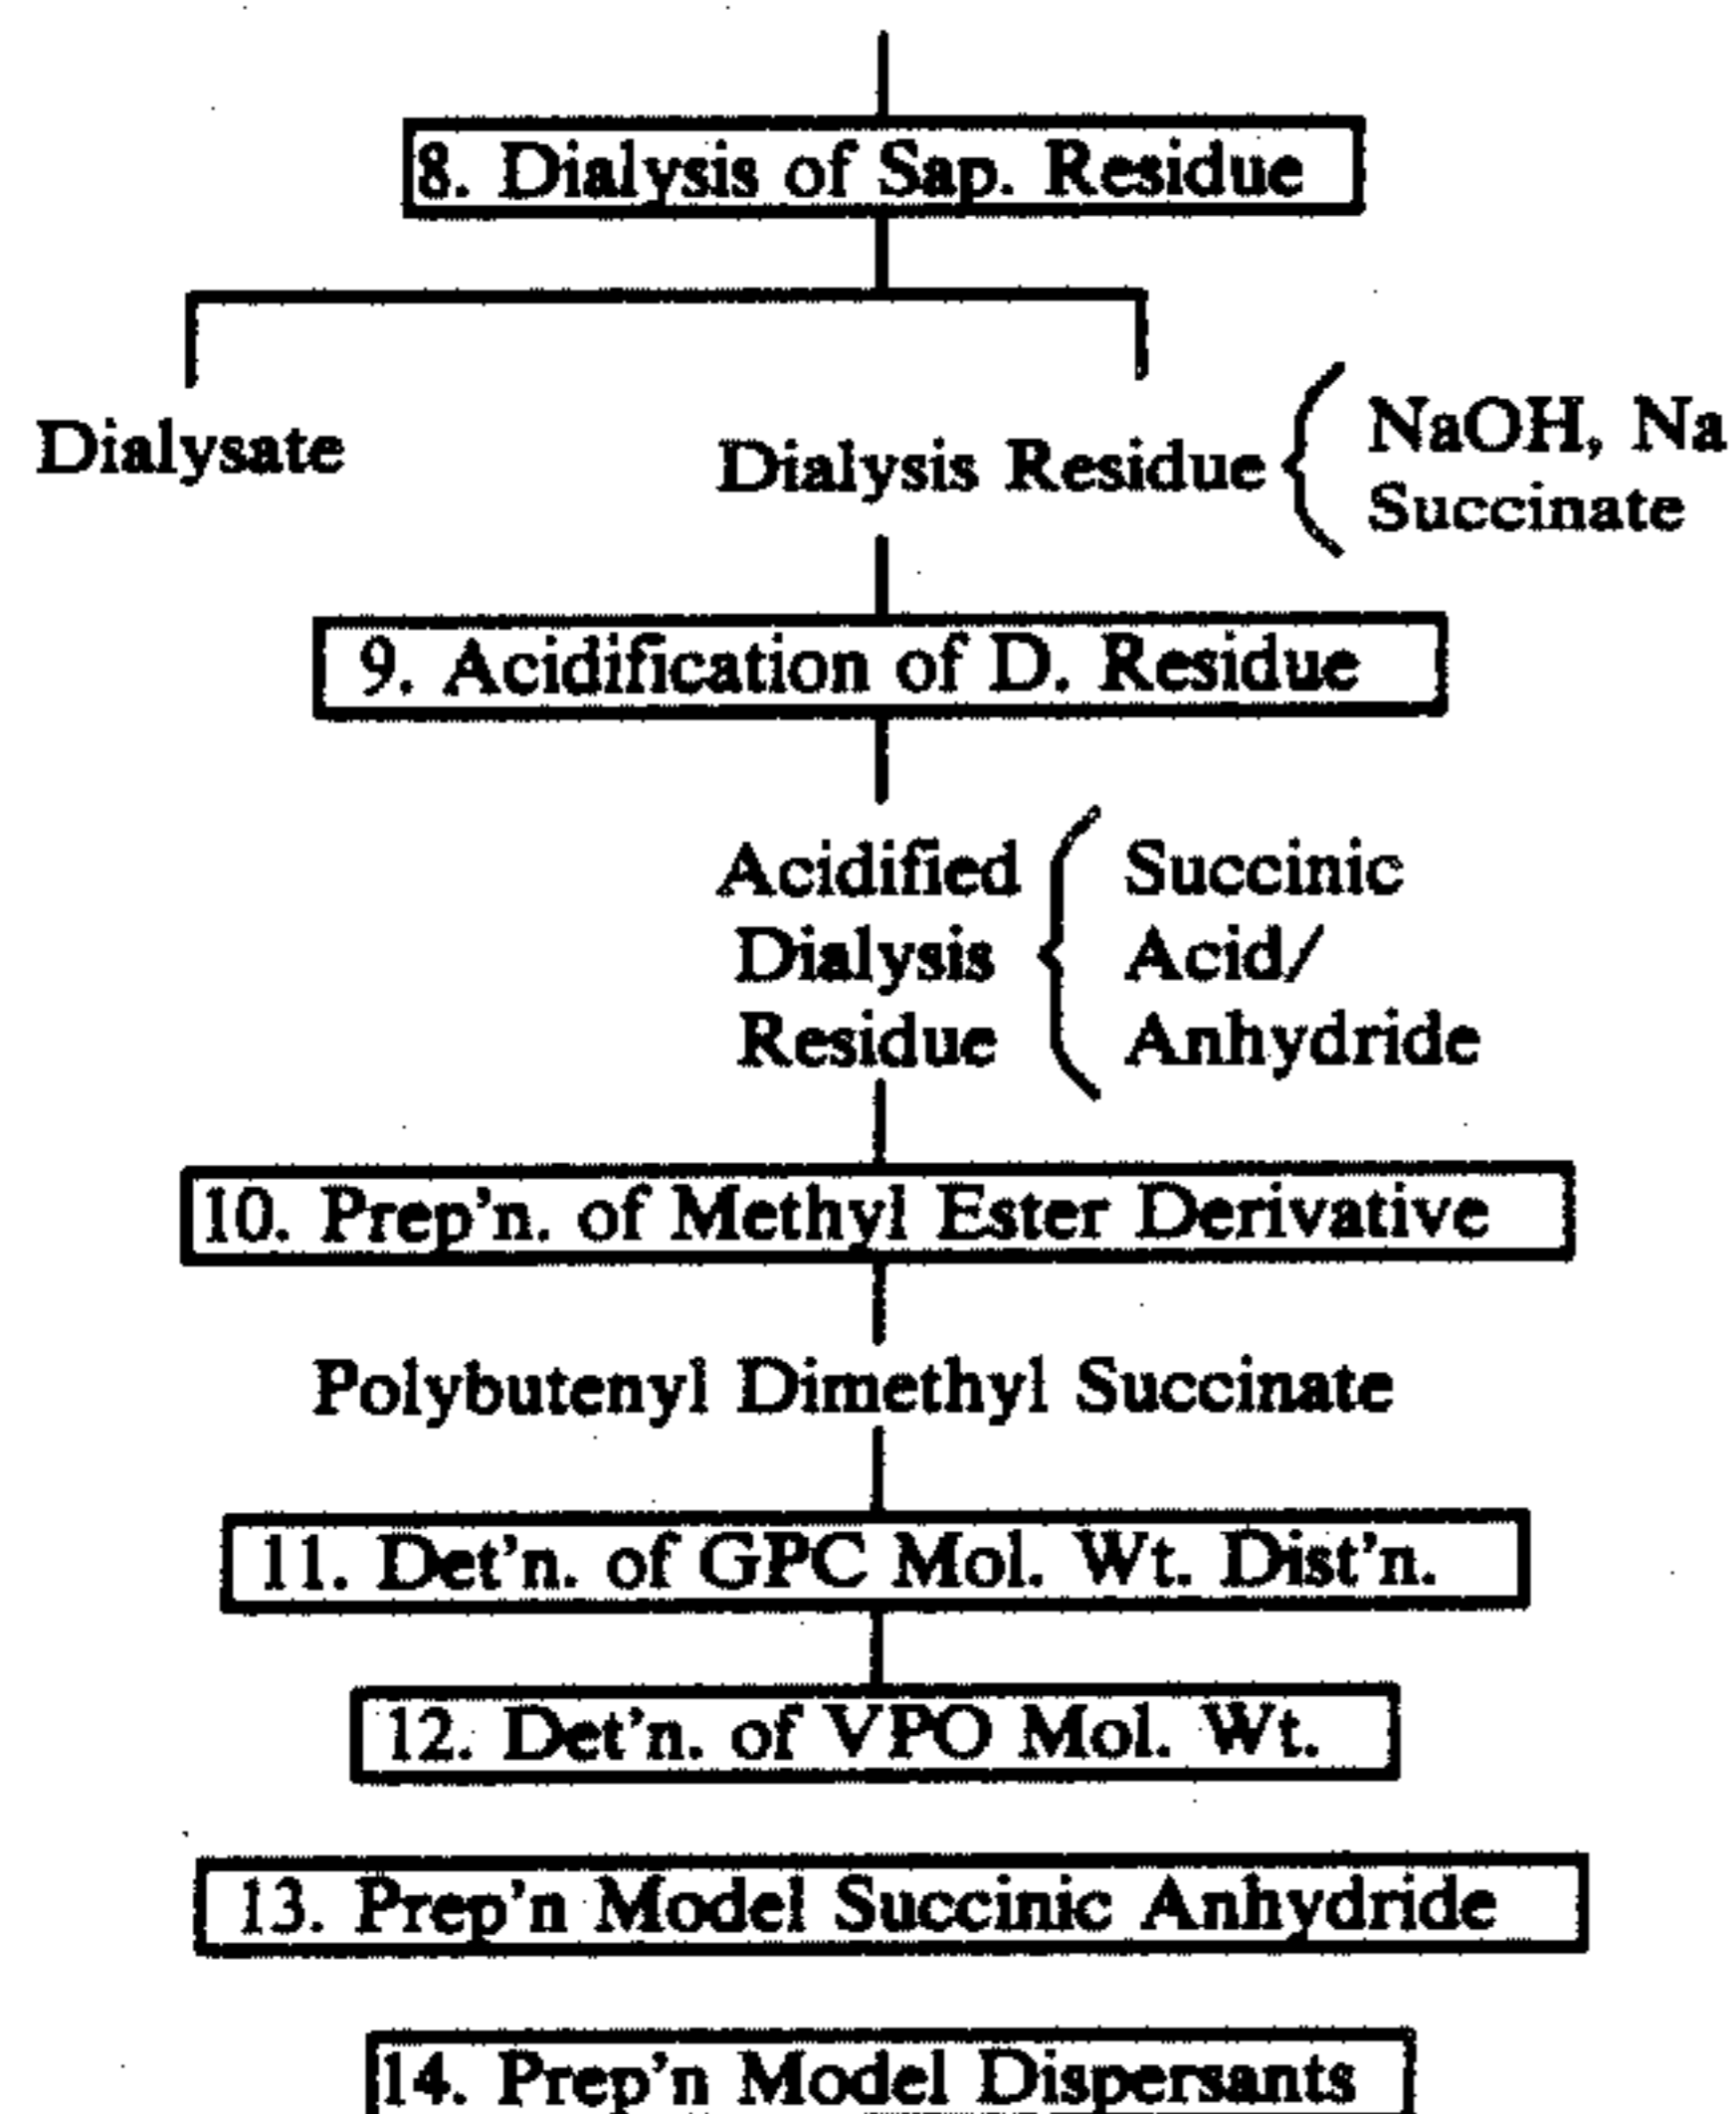 8. Dialysis of Sap. Residue
Dialysate
Dialysis Residue
NaOH, Na
Succinate
9. Acidification of D. Residue
Acidified
Dialysis
Residue
Succinic
Acid/
Anhydride
10. Prep'n. of Methyl Ester Derivative
Polybutenyl Dimethyl Succinate
11. Det'n. of GPC Mol. Wt. Dist'n.
12. Det'n. of VPO Mol. Wt.
13. Prep'n Model Succinic Anhydride
14. Prep'n Model Dispersants